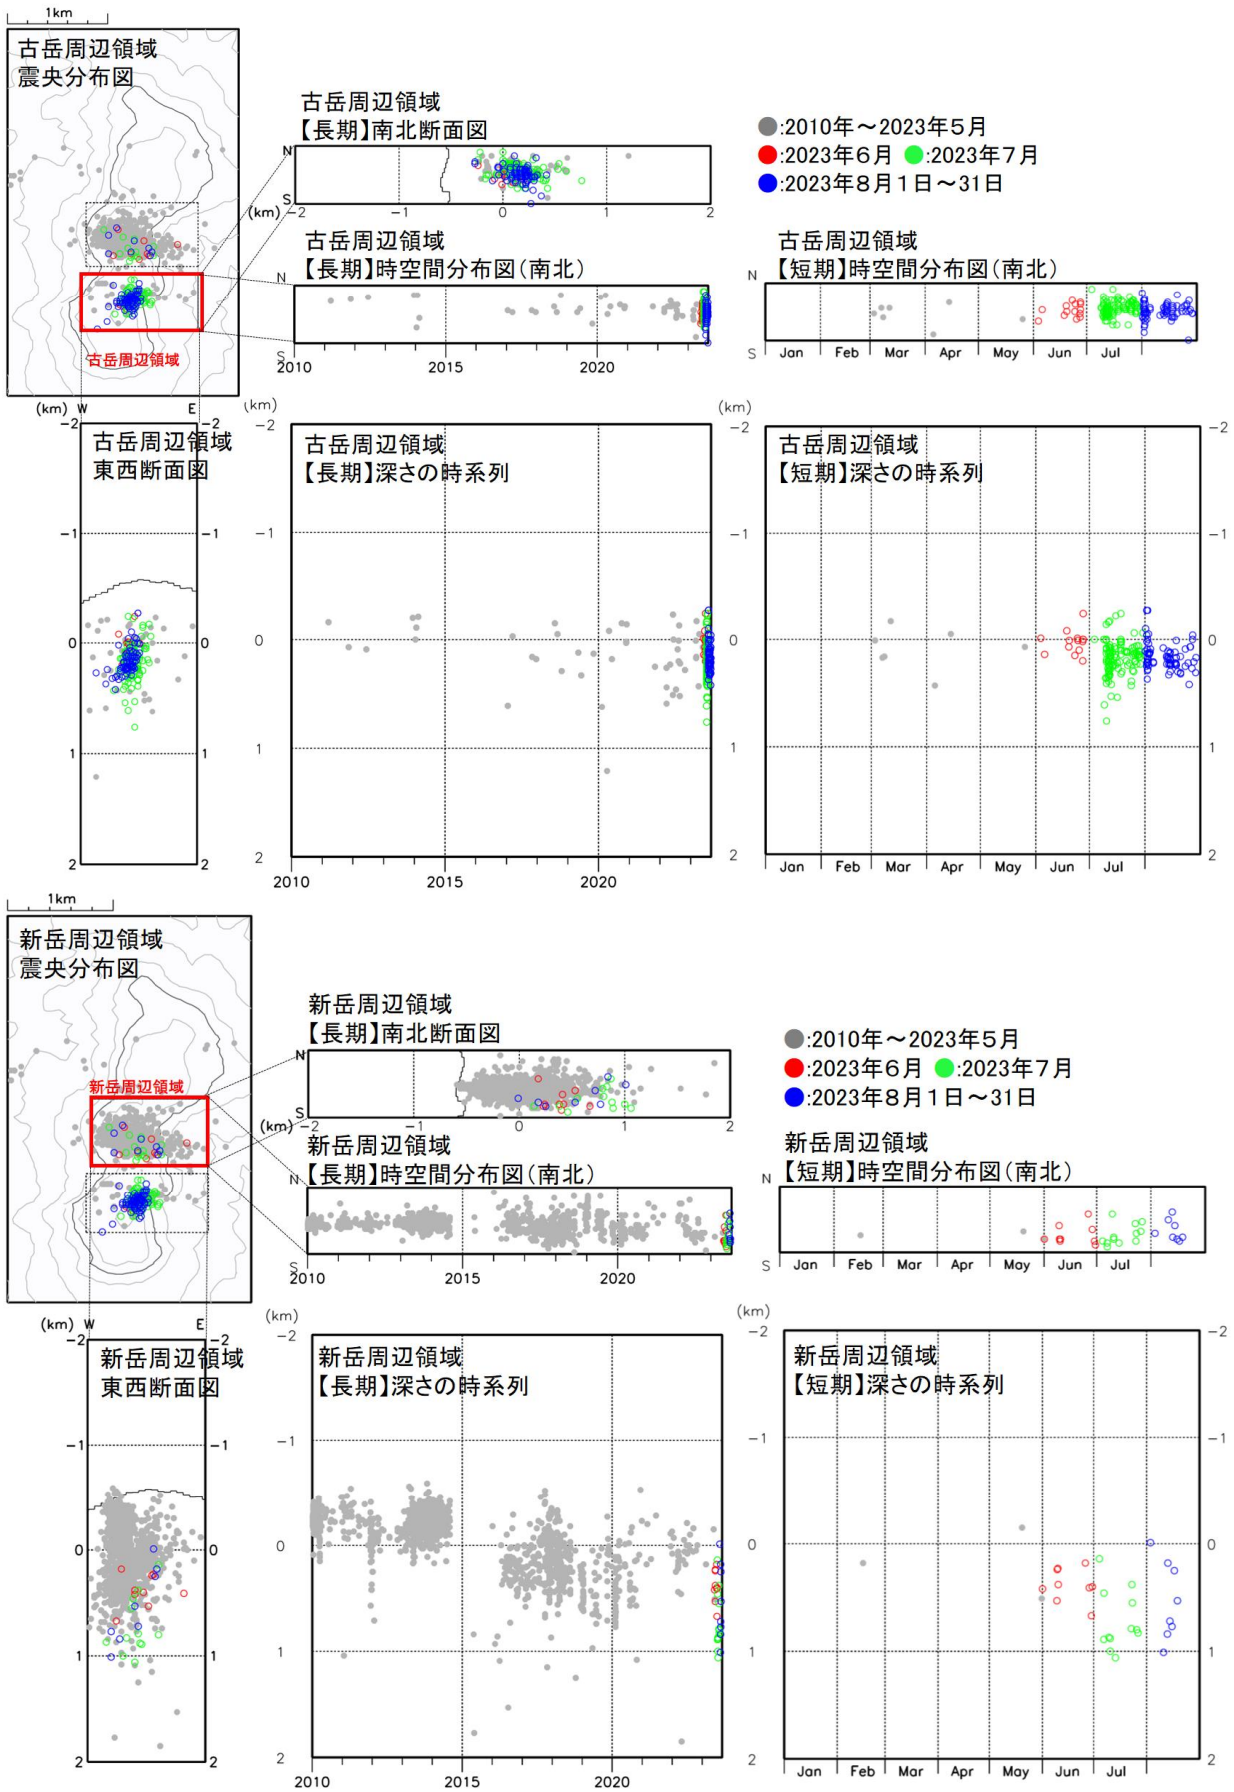 1km
古岳周辺領域
震央分布図
古岳周辺領域
古岳周辺領域
【長期】南北断面図
N
S
(km) -2 -1 0 1 2
●:2010年～2023年5月
●:2023年6月 ●:2023年7月
●:2023年8月1日～31日
古岳周辺領域
【長期】時空間分布図(南北)
N
S
2010 2015 2020
古岳周辺領域
【短期】時空間分布図(南北)
N
S Jan Feb Mar Apr May Jun Jul
(km) W E
古岳周辺領域
東西断面図
-2 -2
-1 -1
0 0
1 1
2 2
(km)
古岳周辺領域
【長期】深さの時系列
-2
-1
0
1
2
2010 2015 2020
(km)
古岳周辺領域
【短期】深さの時系列
-2 -2
-1 -1
0 0
1 1
2 2
Jan Feb Mar Apr May Jun Jul
1km
新岳周辺領域
震央分布図
新岳周辺領域
新岳周辺領域
【長期】南北断面図
N
S
(km) -2 -1 0 1 2
●:2010年～2023年5月
●:2023年6月 ●:2023年7月
●:2023年8月1日～31日
新岳周辺領域
【長期】時空間分布図(南北)
N
S
2010 2015 2020
新岳周辺領域
【短期】時空間分布図(南北)
N
S Jan Feb Mar Apr May Jun Jul
(km) W E
新岳周辺領域
東西断面図
-2 -2
-1 -1
0 0
1 1
2 2
(km)
新岳周辺領域
【長期】深さの時系列
-2
-1
0
1
2
2010 2015 2020
(km)
新岳周辺領域
【短期】深さの時系列
-2 -2
-1 -1
0 0
1 1
2 2
Jan Feb Mar Apr May Jun Jul